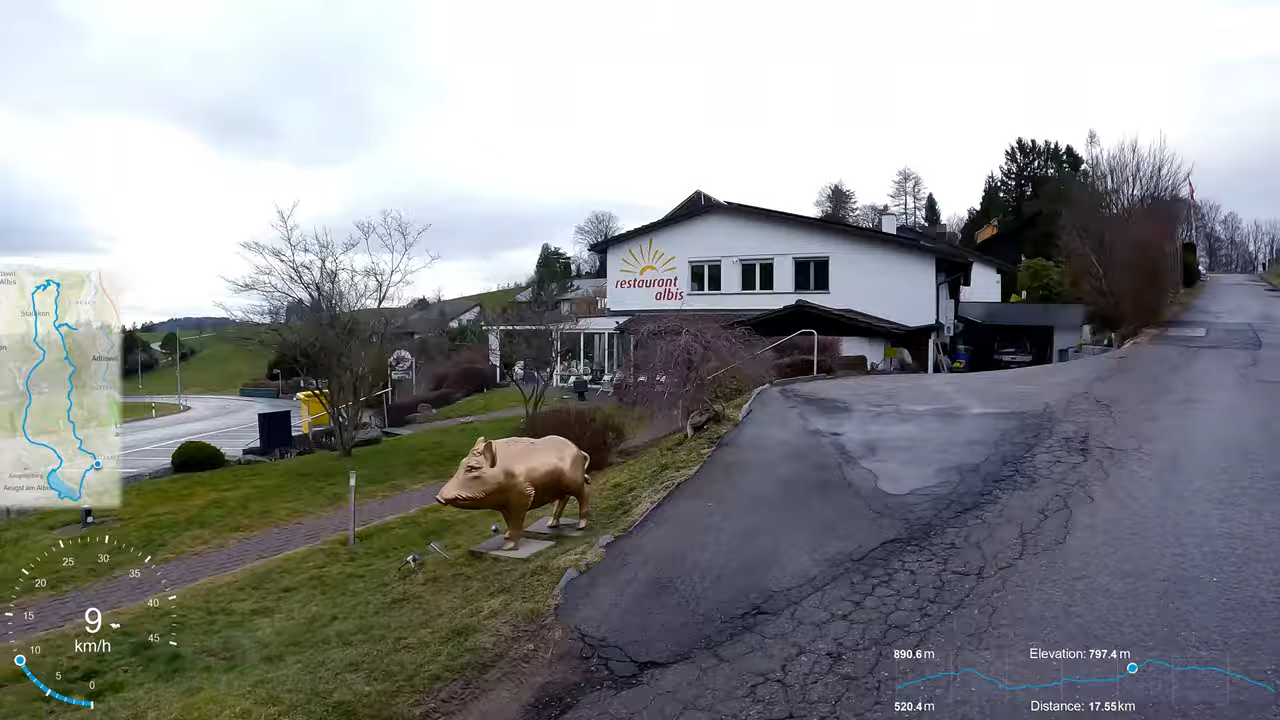 restaurant
albis
Albis
Stallikon
Adliswil
Aeugst am Albis
30
25
35
20
40
15
45
10
5
0
9
km/h
890.6 m
Elevation: 797.4 m
520.4 m
Distance: 17.55 km